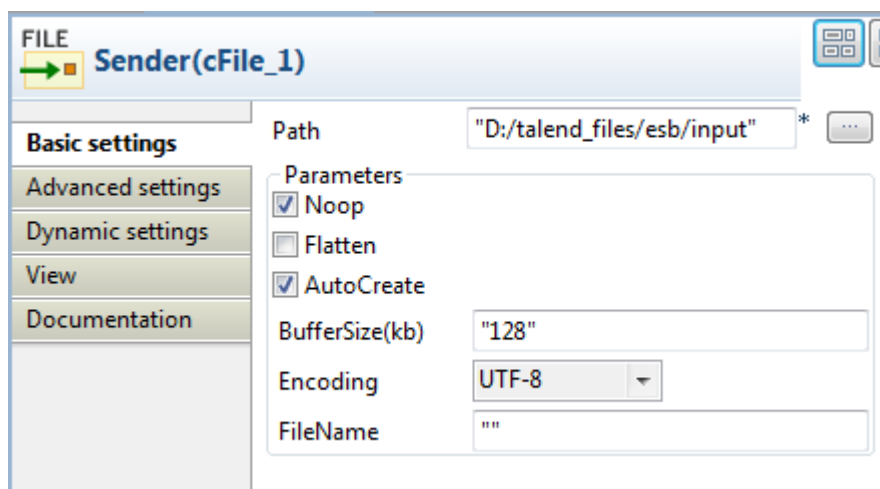 FILE
Sender(cFile_1)
Basic settings
Advanced settings
Dynamic settings
View
Documentation
Path "D:/talend_files/esb/input" * ...
Parameters
Noop
Flatten
AutoCreate
BufferSize(kb) "128"
Encoding UTF-8
FileName ""